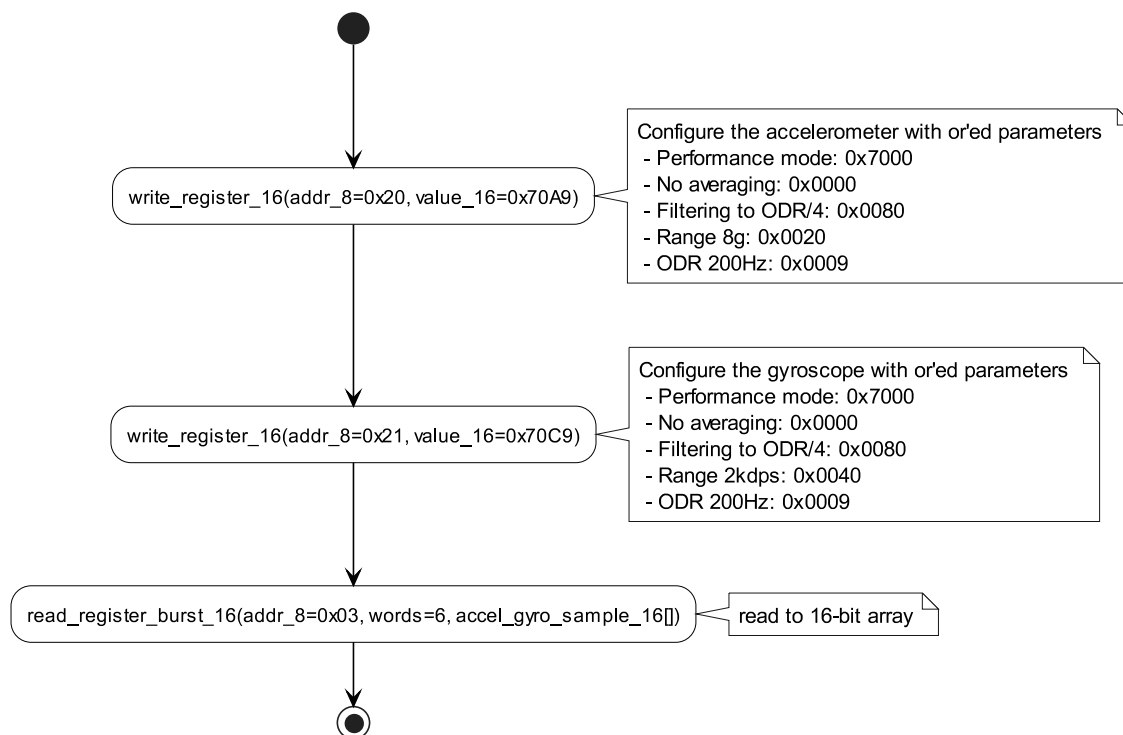 write_register_16(addr_8=0x20, value_16=0x70A9)
Configure the accelerometer with or'ed parameters
- Performance mode: 0x7000
- No averaging: 0x0000
- Filtering to ODR/4: 0x0080
- Range 8g: 0x0020
- ODR 200Hz: 0x0009
write_register_16(addr_8=0x21, value_16=0x70C9)
Configure the gyroscope with or'ed parameters
- Performance mode: 0x7000
- No averaging: 0x0000
- Filtering to ODR/4: 0x0080
- Range 2kdps: 0x0040
- ODR 200Hz: 0x0009
read_register_burst_16(addr_8=0x03, words=6, accel_gyro_sample_16[])
read to 16-bit array